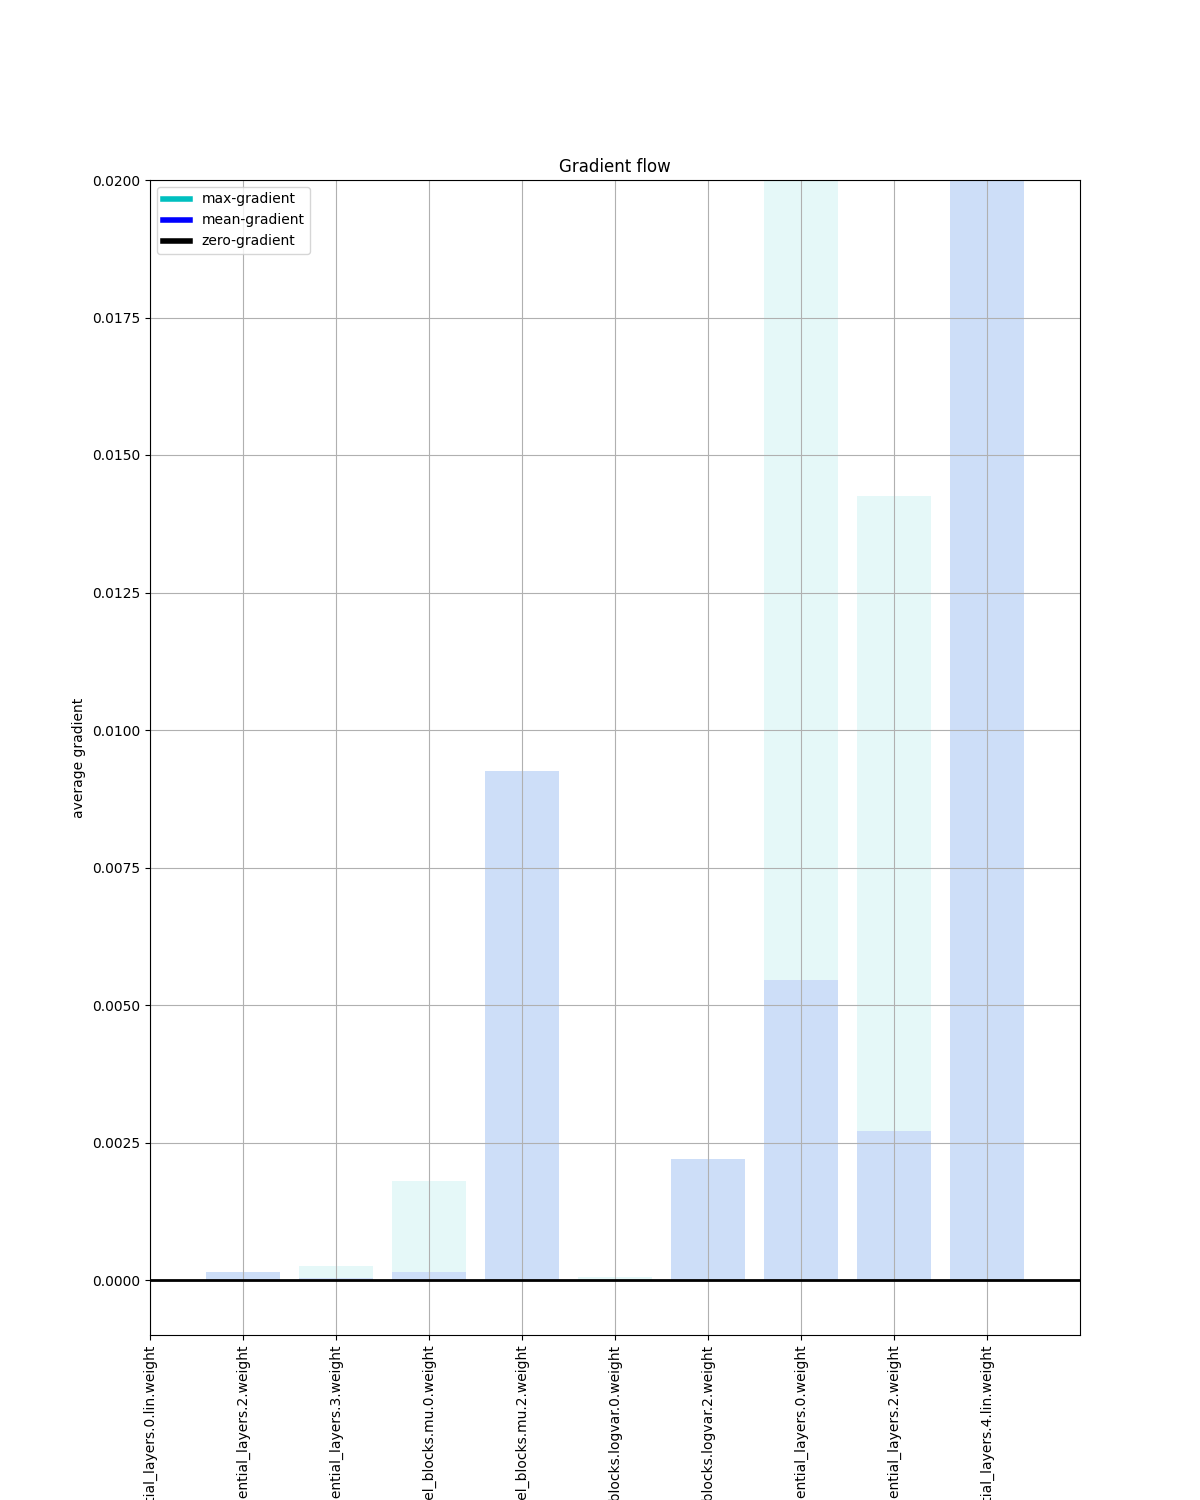 Gradient flow
max-gradient
mean-gradient
zero-gradient
0.0200
0.0175
0.0150
0.0125
0.0100
0.0075
0.0050
0.0025
0.0000
average gradient
tial_layers.0.lin.weight
ential_layers.2.weight
ential_layers.3.weight
el_blocks.mu.0.weight
el_blocks.mu.2.weight
blocks.logvar.0.weight
blocks.logvar.2.weight
ential_layers.0.weight
ential_layers.2.weight
tial_layers.4.lin.weight